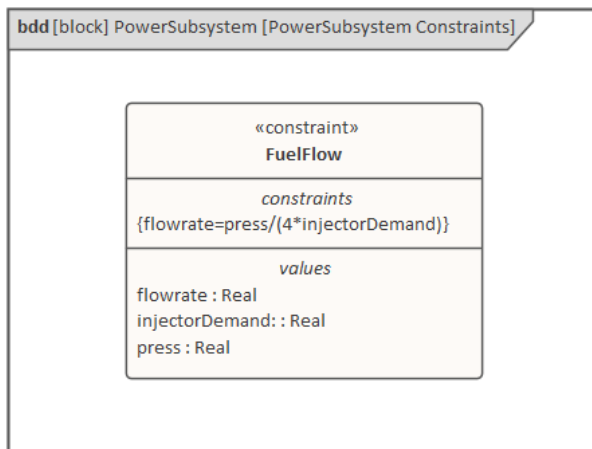 bdd [block] PowerSubsystem [PowerSubsystem Constraints]
«constraint»
FuelFlow
constraints
{flowrate=press/(4*injectorDemand)}
values
flowrate : Real
injectorDemand: : Real
press : Real